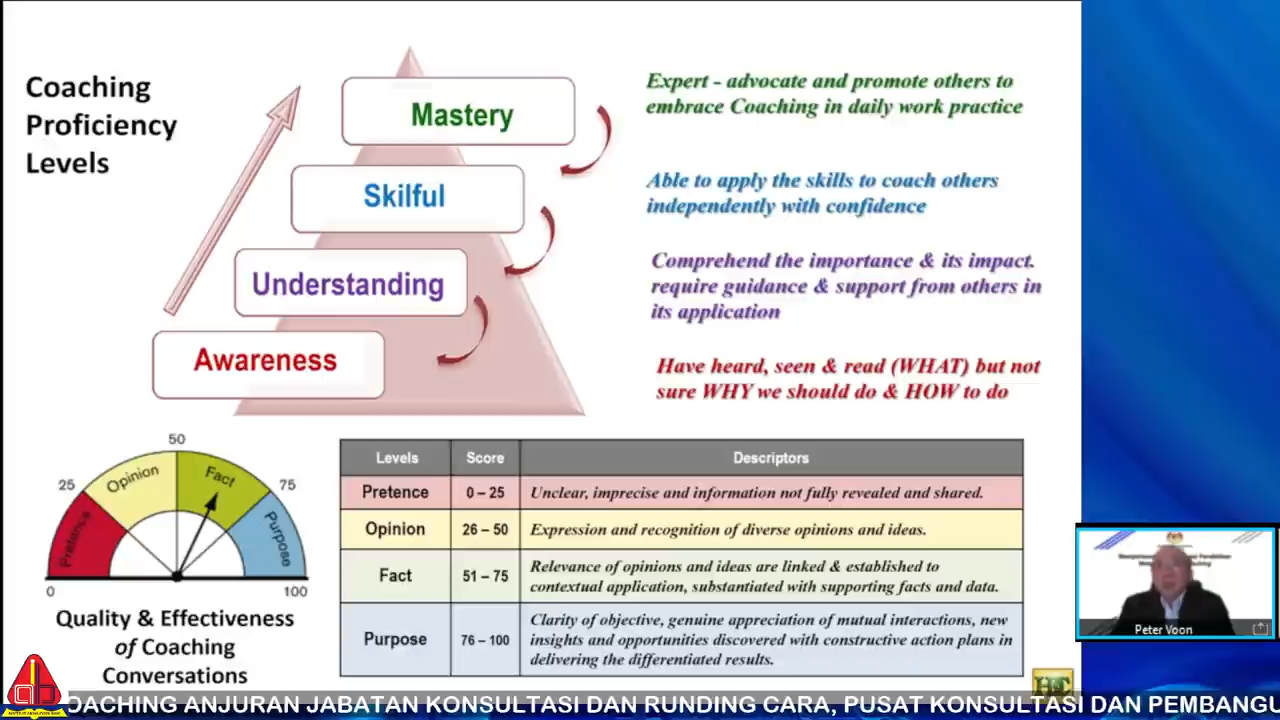 Coaching
Proficiency
Levels
Mastery
Skilful
Understanding
Awareness
Expert - advocate and promote others to
embrace Coaching in daily work practice
Able to apply the skills to coach others
independently with confidence
Comprehend the importance & its impact.
require guidance & support from others in
its application
Have heard, seen & read (WHAT) but not
sure WHY we should do & HOW to do
0
25
50
75
100
Pretence
Opinion
Fact
Purpose
Quality & Effectiveness
of Coaching
Conversations
Levels Score Descriptors
Pretence 0 – 25 Unclear, imprecise and information not fully revealed and shared.
Opinion 26 – 50 Expression and recognition of diverse opinions and ideas.
Fact 51 – 75 Relevance of opinions and ideas are linked & established to
contextual application, substantiated with supporting facts and data.
Purpose 76 – 100 Clarity of objective, genuine appreciation of mutual interactions, new
insights and opportunities discovered with constructive action plans in
delivering the differentiated results.
Peter Voon
OACHING ANJURAN JABATAN KONSULTASI DAN RUNDING CARA, PUSAT KONSULTASI DAN PEMBANGU